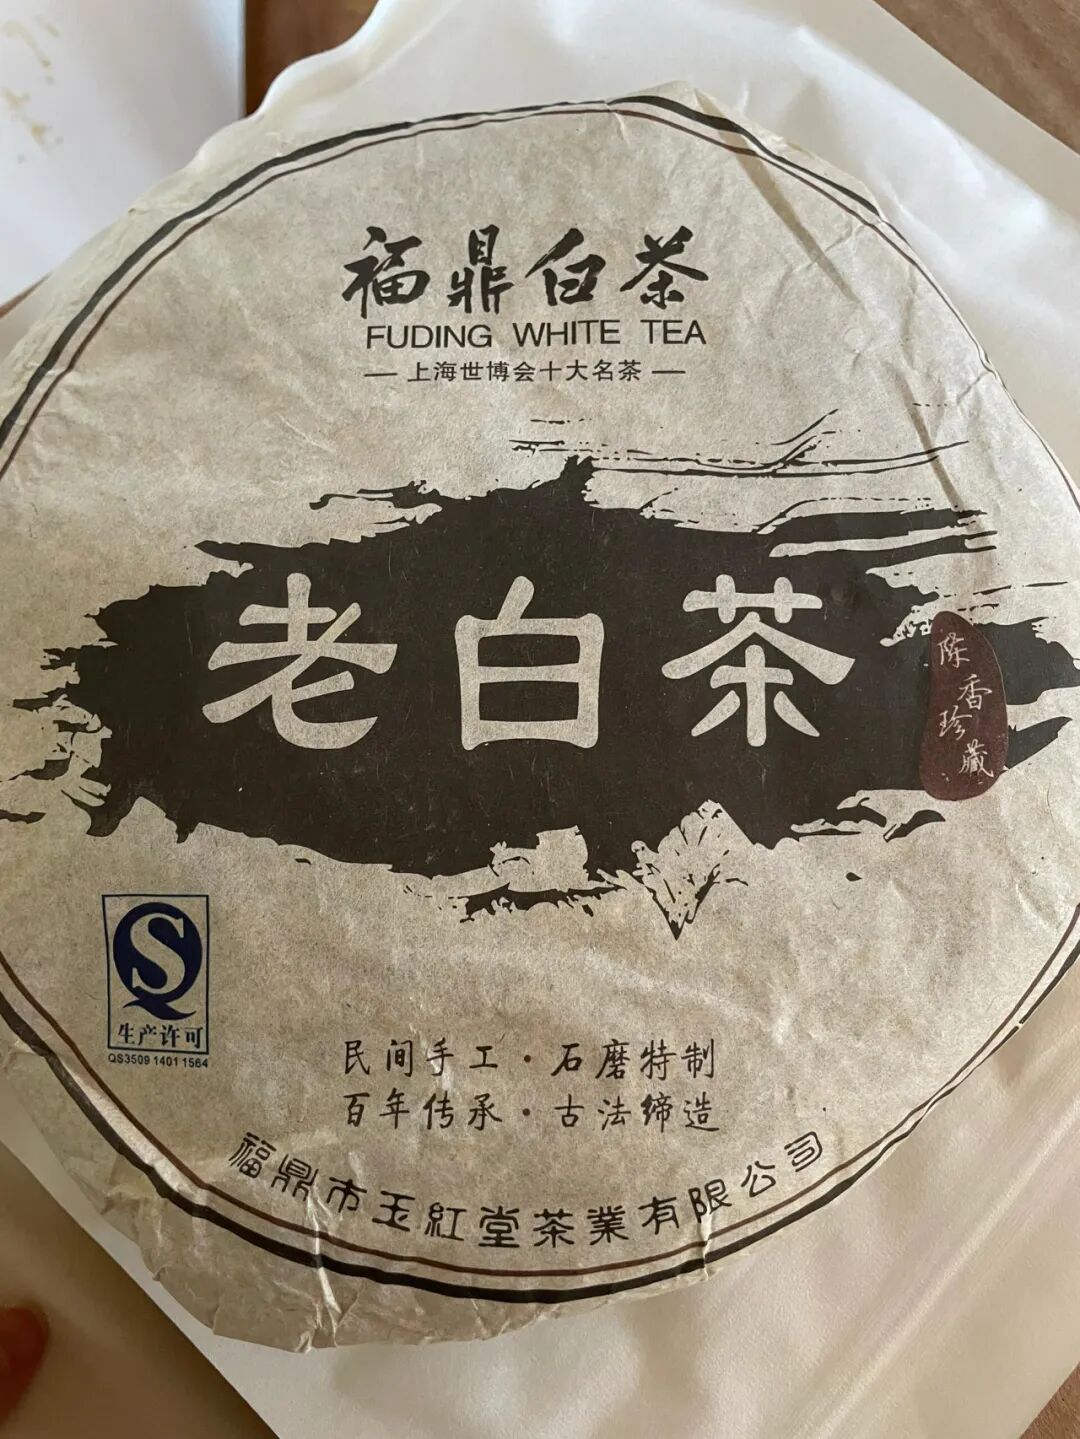 福鼎白茶
FUDING WHITE TEA
上海世博会十大名茶
老白茶
陈香珍藏
生产许可
QS3509 1401 1564
民间手工·石磨特制
百年传承·古法缔造
福鼎市玉紅堂茶業有限公司